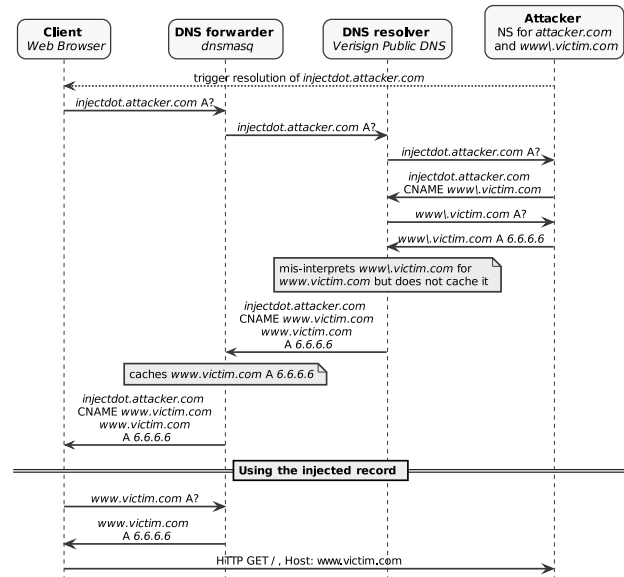 Client
Web Browser
DNS forwarder
dnsmasq
DNS resolver
Verisign Public DNS
Attacker
NS for attacker.com
and www\.victim.com
trigger resolution of injectdot.attacker.com
injectdot.attacker.com A?
injectdot.attacker.com A?
injectdot.attacker.com A?
injectdot.attacker.com
CNAME www\.victim.com
www\.victim.com A?
www\.victim.com A 6.6.6.6
mis-interprets www\.victim.com for
www.victim.com but does not cache it
injectdot.attacker.com
CNAME www.victim.com
www.victim.com
A 6.6.6.6
caches www.victim.com A 6.6.6.6
injectdot.attacker.com
CNAME www.victim.com
www.victim.com
A 6.6.6.6
Using the injected record
www.victim.com A?
www.victim.com
A 6.6.6.6
HTTP GET / , Host: www.victim.com